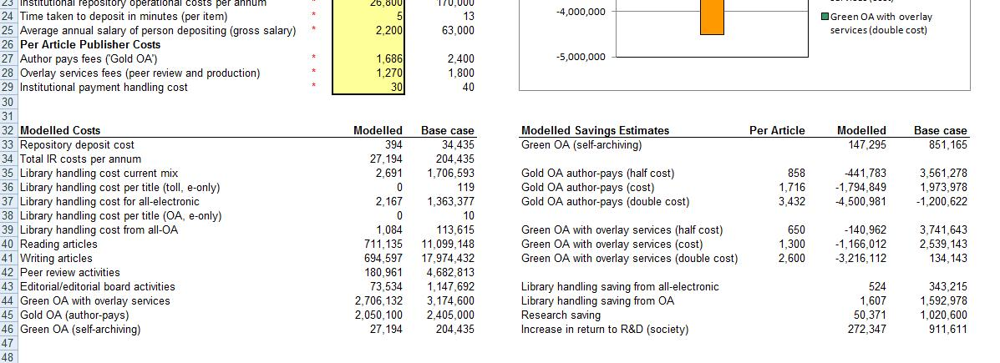 23 Institutional repository operational costs per annum * 26,800 170,000
24 Time taken to deposit in minutes (per item) * 5 13
25 Average annual salary of person depositing (gross salary) * 2,200 63,000
26 Per Article Publisher Costs
27 Author pays fees ('Gold OA') * 1,686 2,400
28 Overlay services fees (peer review and production) * 1,270 1,800
29 Institutional payment handling cost * 30 40
30
31
-4,000,000
-5,000,000
services (cost)
Green OA with overlay
services (double cost)
32 Modelled Costs Modelled Base case
33 Repository deposit cost 394 34,435
34 Total IR costs per annum 27,194 204,435
35 Library handling cost current mix 2,691 1,706,593
36 Library handling cost per title (toll, e-only) 0 119
37 Library handling cost for all-electronic 2,167 1,363,377
38 Library handling cost per title (OA, e-only) 0 10
39 Library handling cost from all-OA 1,084 113,615
40 Reading articles 711,135 11,099,148
41 Writing articles 694,597 17,974,432
42 Peer review activities 180,961 4,682,813
43 Editorial/editorial board activities 73,534 1,147,692
44 Green OA with overlay services 2,706,132 3,174,600
45 Gold OA (author-pays) 2,050,100 2,405,000
46 Green OA (self-archiving) 27,194 204,435
47
48
Modelled Savings Estimates Per Article Modelled Base case
Green OA (self-archiving) 147,295 851,165
Gold OA author-pays (half cost) 858 -441,783 3,561,278
Gold OA author-pays (cost) 1,716 -1,794,849 1,973,978
Gold OA author-pays (double cost) 3,432 -4,500,981 -1,200,622
Green OA with overlay services (half cost) 650 -140,962 3,741,643
Green OA with overlay services (cost) 1,300 -1,166,012 2,539,143
Green OA with overlay services (double cost) 2,600 -3,216,112 134,143
Library handling saving from all-electronic 524 343,215
Library handling saving from OA 1,607 1,592,978
Research saving 50,371 1,020,600
Increase in return to R&D (society) 272,347 911,611